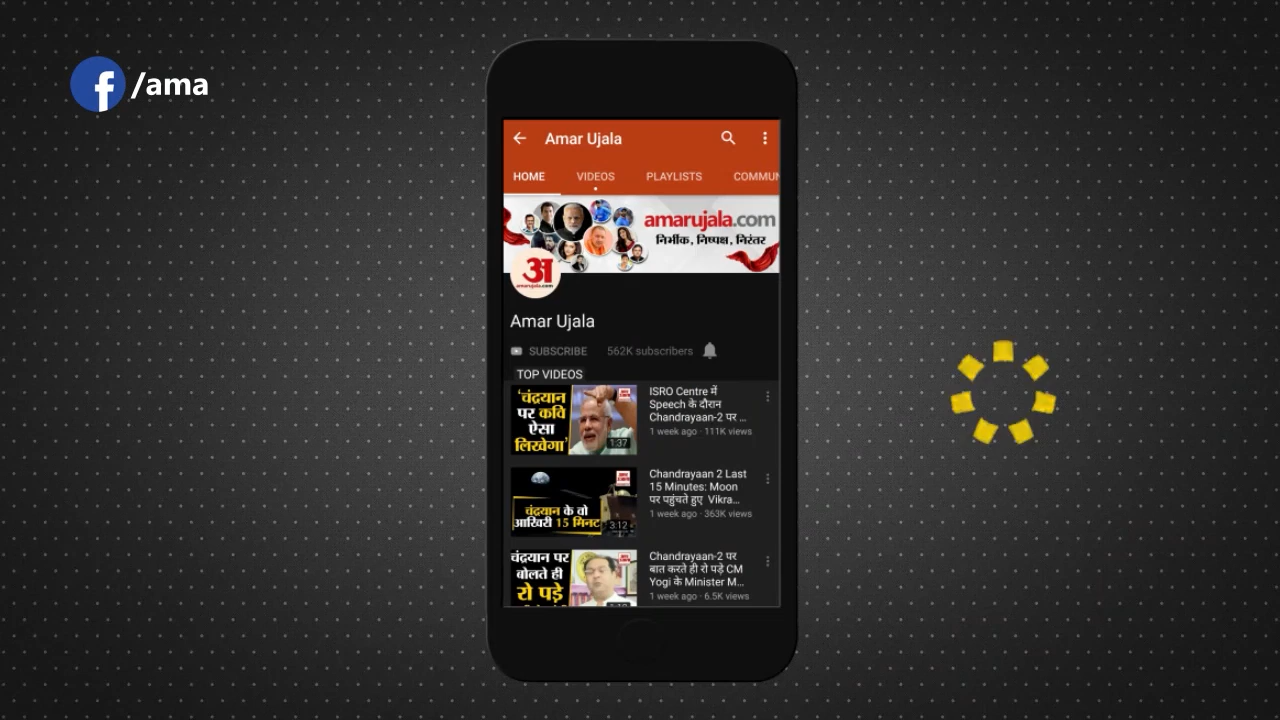 /ama
Amar Ujala
HOME VIDEOS PLAYLISTS COMMUN
amarujala.com
निर्भीक, निष्पक्ष, निरंतर
अ
amarujala.com
Amar Ujala
SUBSCRIBE 562K subscribers
TOP VIDEOS
'चंद्रयान
पर कवि
ऐसा
लिखेगा'
1:37
ISRO Centre में
Speech के दौरान
Chandrayaan-2 पर ...
1 week ago · 111K views
चंद्रयान के वो
आखिरी 15 मिनट
3:12
Chandrayaan 2 Last
15 Minutes: Moon
पर पहुंचते हुए Vikra...
1 week ago · 363K views
चंद्रयान पर
बोलते ही
रो पड़े
Chandrayaan-2 पर
बात करते ही रो पड़े CM
Yogi के Minister M...
1 week ago · 6.5K views